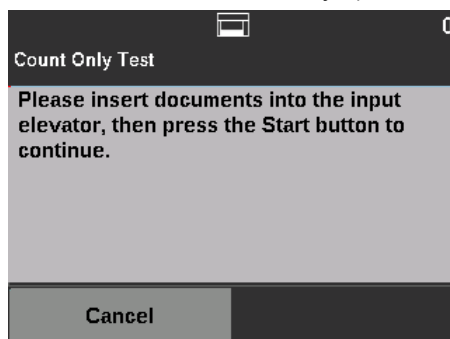 Count Only Test
Please insert documents into the input
elevator, then press the Start button to
continue.
Cancel